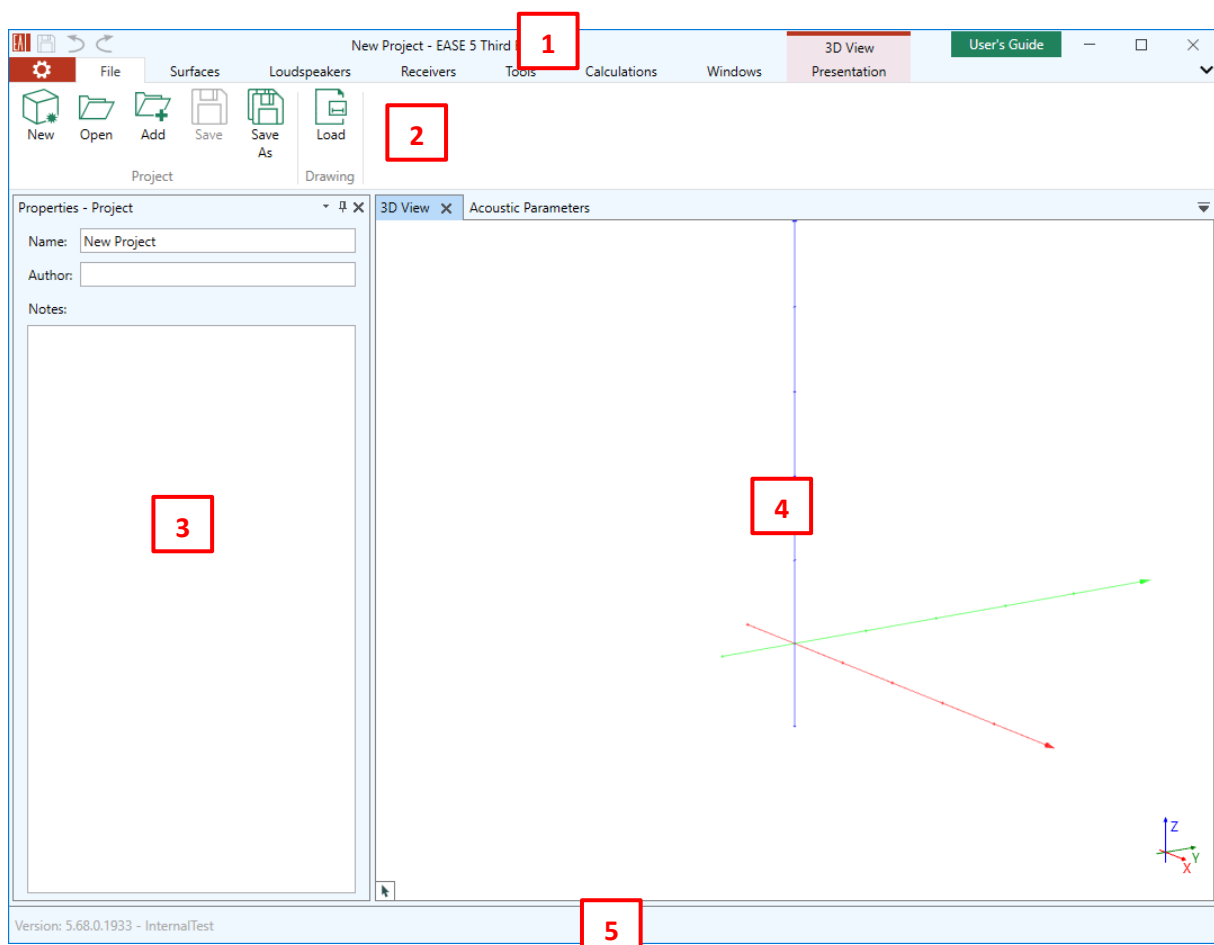 New Project - EASE 5 Third
1
3D View
User's Guide
File Surfaces Loudspeakers Receivers Tools Calculations Windows Presentation
New Open Add Save Save As Load
2
Project Drawing
Properties - Project
3D View Acoustic Parameters
Name: New Project
Author:
Notes:
3
4
Z
Y
X
Version: 5.68.0.1933 - InternalTest
5